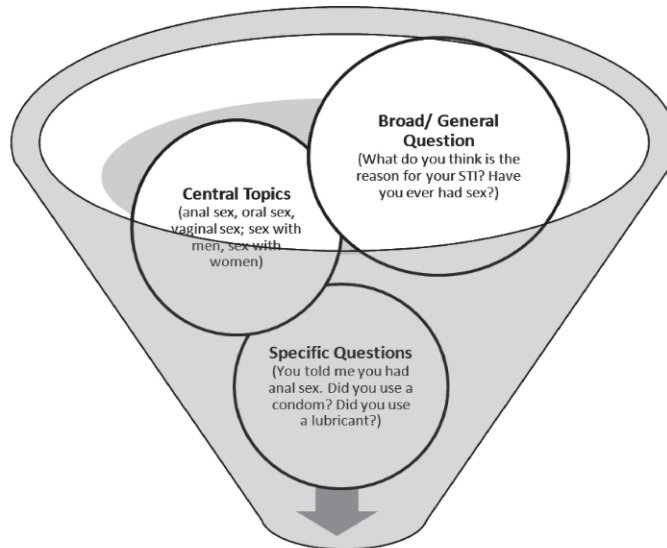 Broad/ General
Question
(What do you think is the
reason for your STI? Have
you ever had sex?)
Central Topics
(anal sex, oral sex,
vaginal sex; sex with
men, sex with
women)
Specific Questions
(You told me you had
anal sex. Did you use a
condom? Did you use
a lubricant?)